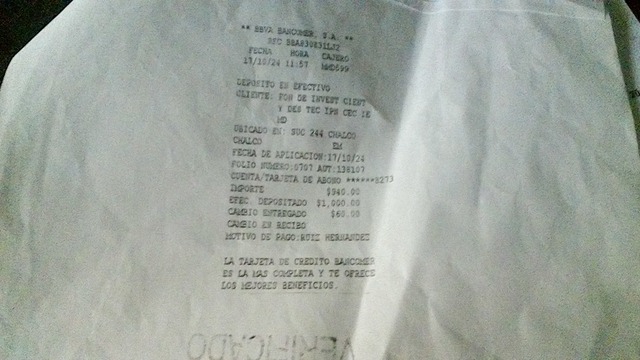 ** BBVA BANCOMER, S.A. **
RFC BBA830831LJ2
FECHA HORA CAJERO
17/10/24 11:57 MMD599
DEPOSITO EN EFECTIVO
CLIENTE: FON DE INVEST CIENT
Y DES TEC IPN CEC IE
MD
UBICADO EN: SUC 244 CHALCO
CHALCO EM
FECHA DE APLICACION:17/10/24
FOLIO NUMERO:0707 AUT:138107
CUENTA/TARJETA DE ABONO ******8273
IMPORTE $940.00
EFEC. DEPOSITADO $1,000.00
CAMBIO ENTREGADO $60.00
CAMBIO EN RECIBO
MOTIVO DE PAGO:RUIZ HERNANDEZ
LA TARJETA DE CREDITO BANCOMER
ES LA MAS COMPLETA Y TE OFRECE
LOS MEJORES BENEFICIOS.
VERIFICADO